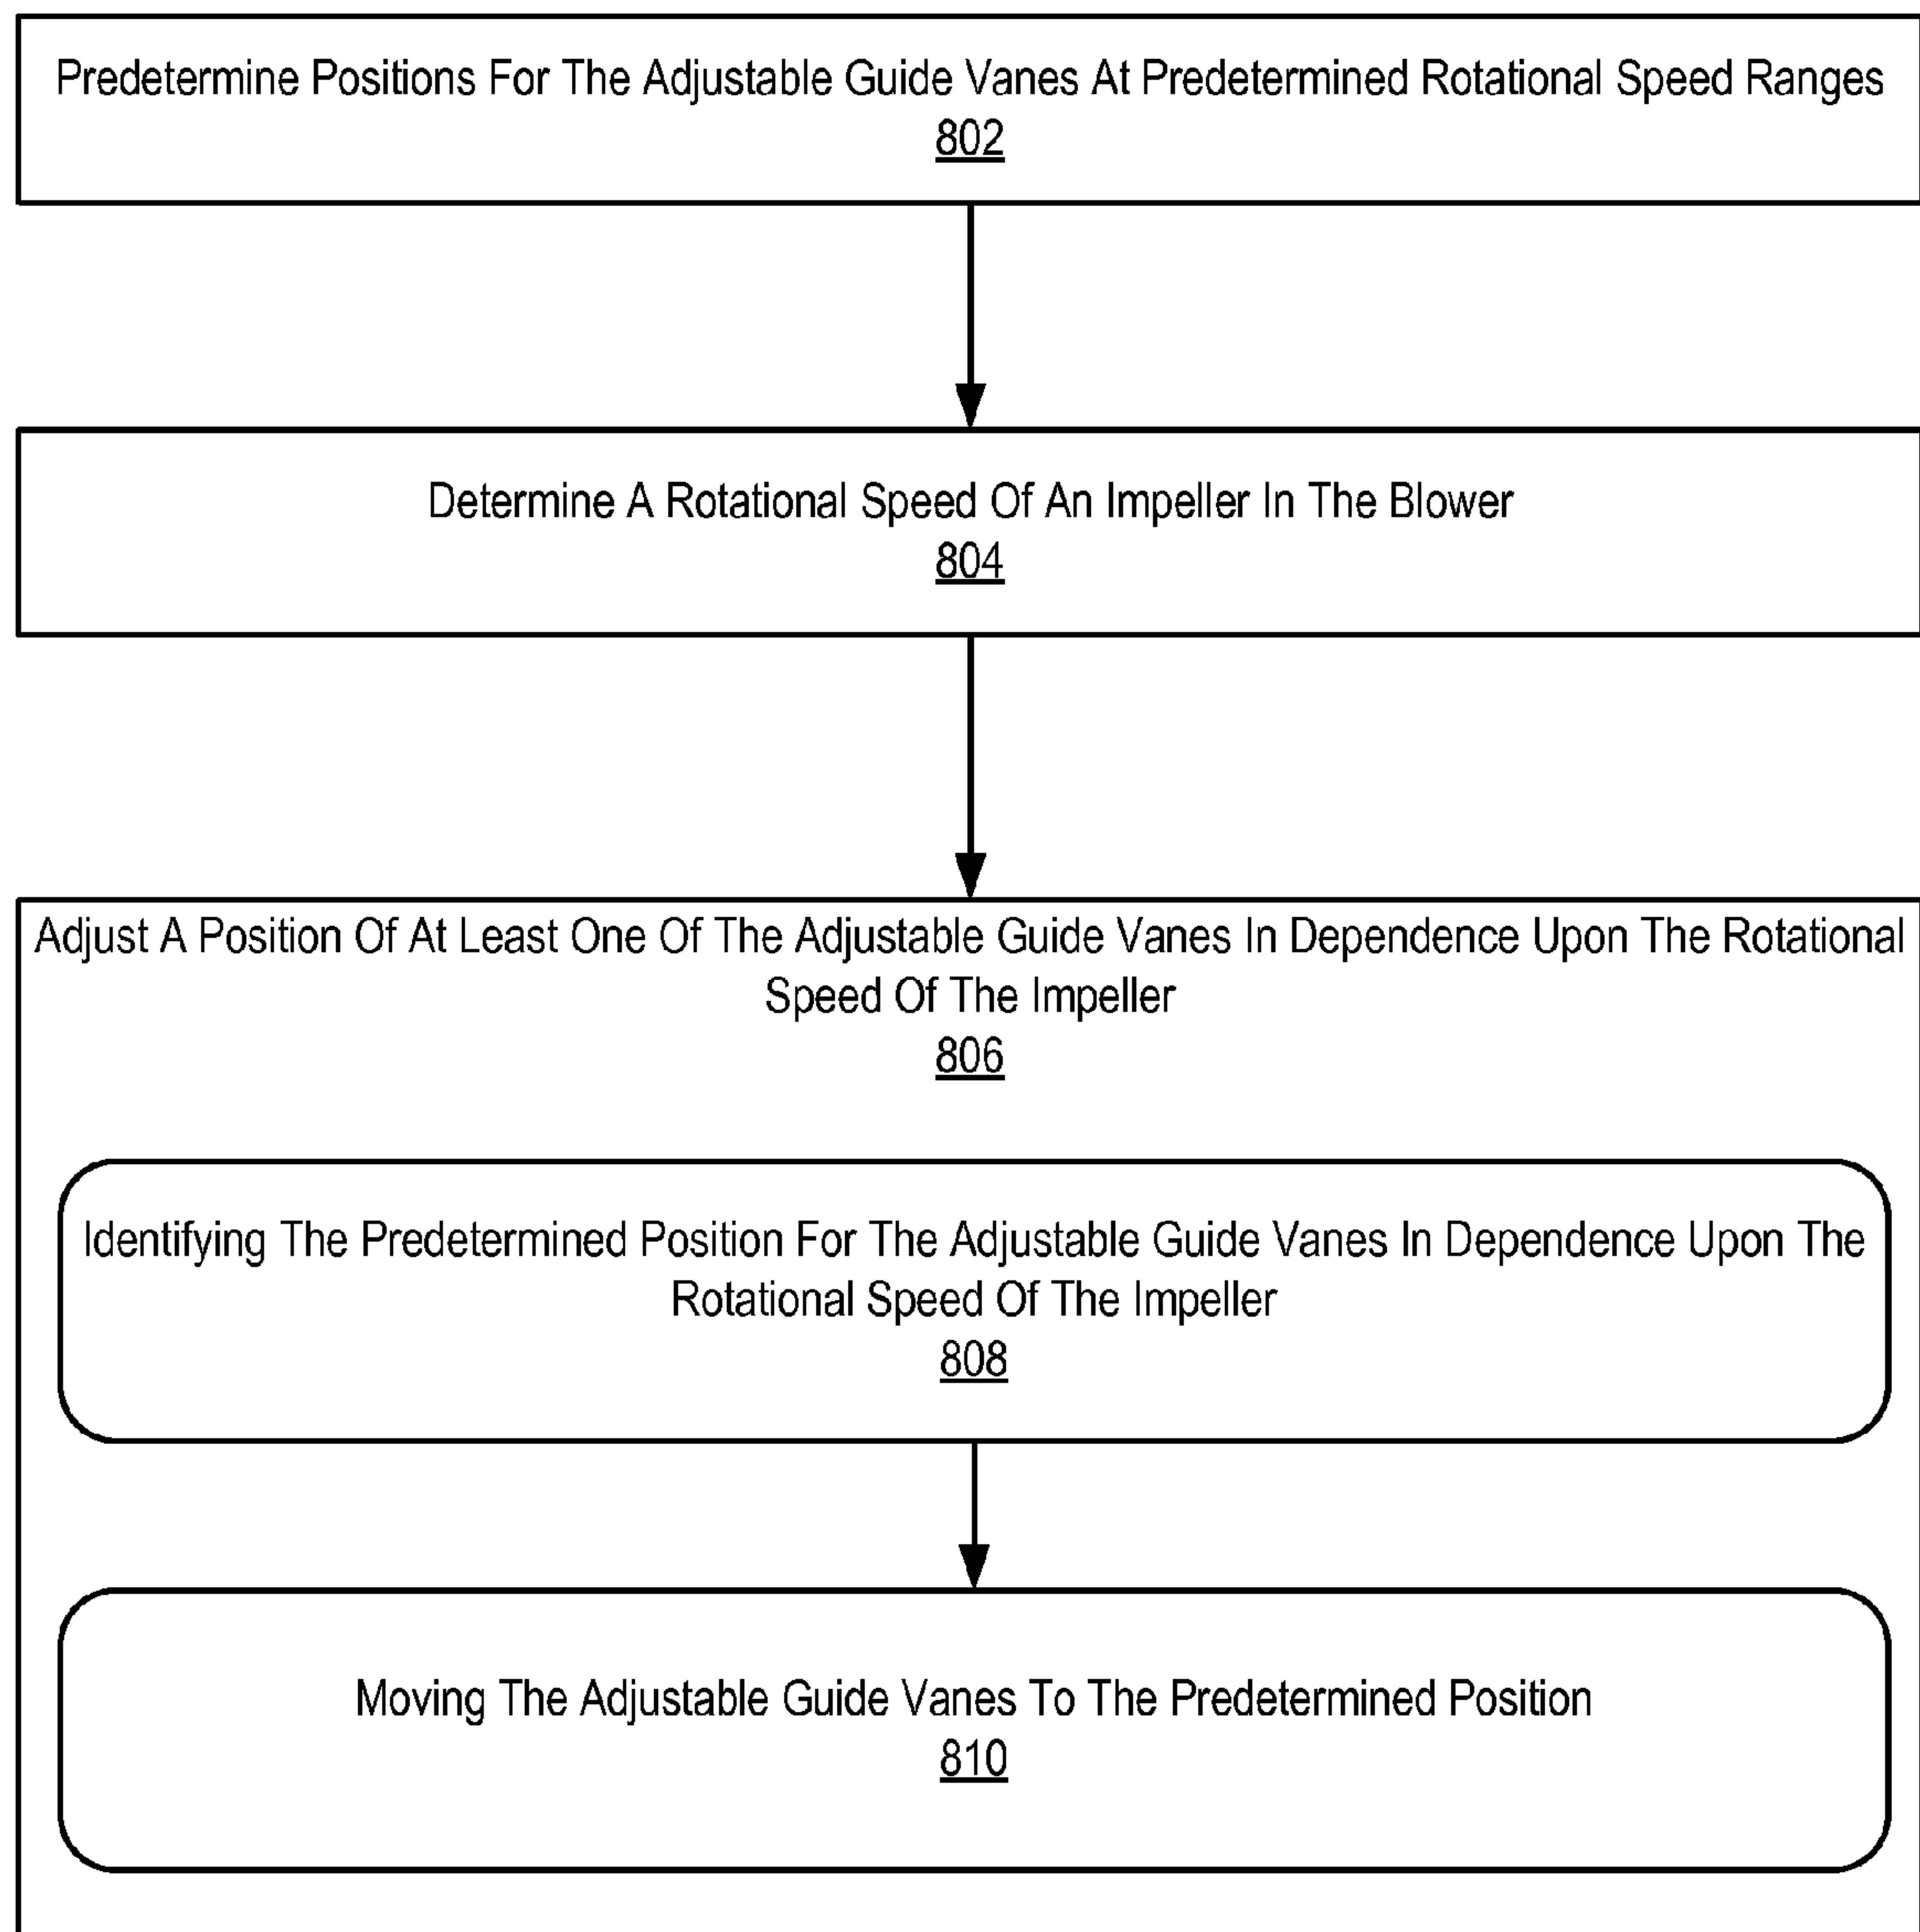 Predetermine Positions For The Adjustable Guide Vanes At Predetermined Rotational Speed Ranges
802
Determine A Rotational Speed Of An Impeller In The Blower
804
Adjust A Position Of At Least One Of The Adjustable Guide Vanes In Dependence Upon The Rotational
Speed Of The Impeller
806
Identifying The Predetermined Position For The Adjustable Guide Vanes In Dependence Upon The
Rotational Speed Of The Impeller
808
Moving The Adjustable Guide Vanes To The Predetermined Position
810